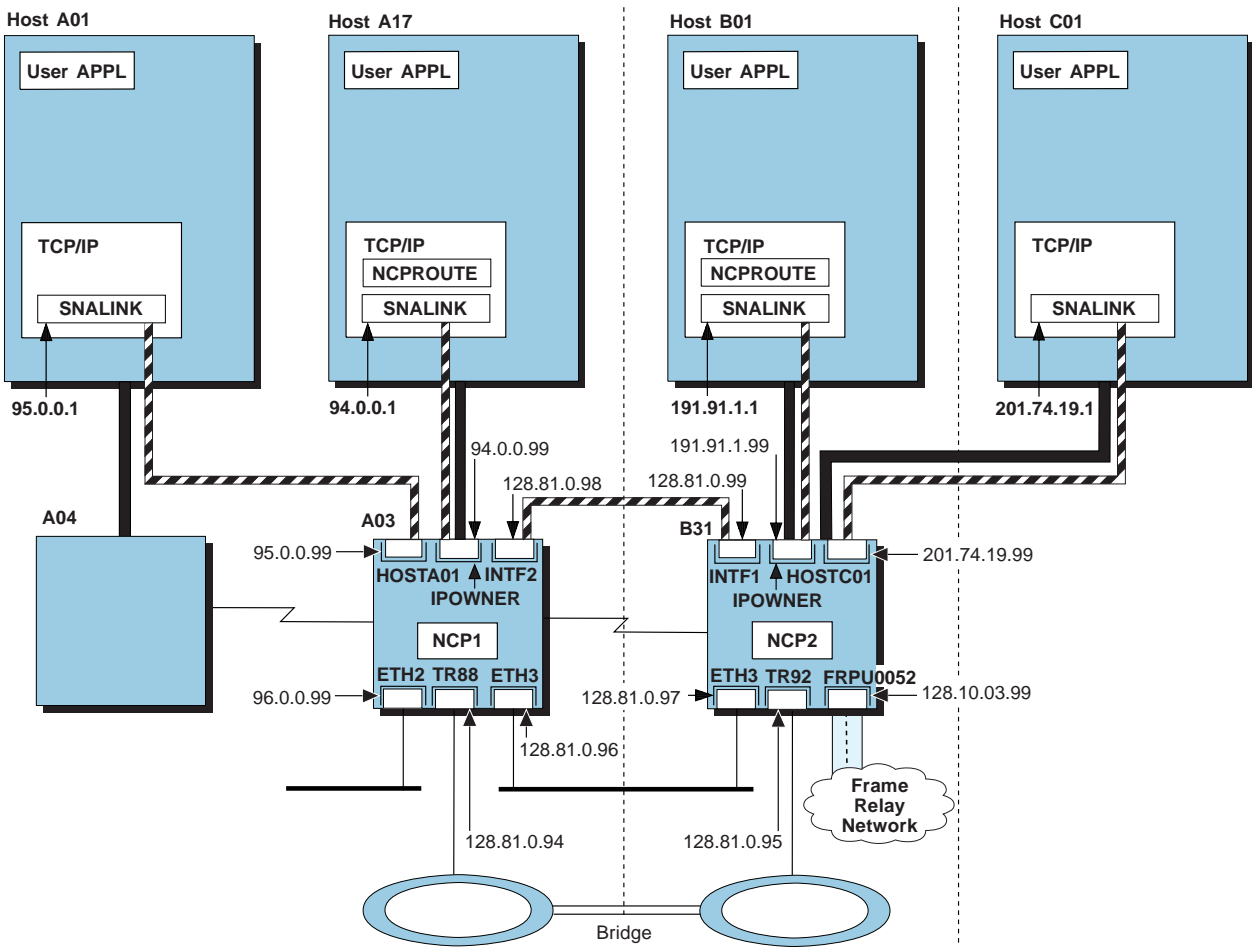 Host A01
Host A17
Host B01
Host C01
User APPL
User APPL
User APPL
User APPL
TCP/IP
SNALINK
TCP/IP
NCPROUTE
SNALINK
TCP/IP
NCPROUTE
SNALINK
TCP/IP
SNALINK
95.0.0.1
94.0.0.1
191.91.1.1
201.74.19.1
94.0.0.99
191.91.1.99
128.81.0.98
128.81.0.99
A04
A03
B31
95.0.0.99
201.74.19.99
HOSTA01
INTF2
IPOWNER
INTF1
HOSTC01
IPOWNER
NCP1
NCP2
ETH2
TR88
ETH3
ETH3
TR92
FRPU0052
96.0.0.99
128.81.0.97
128.10.03.99
128.81.0.96
Frame
Relay
Network
128.81.0.94
128.81.0.95
Bridge